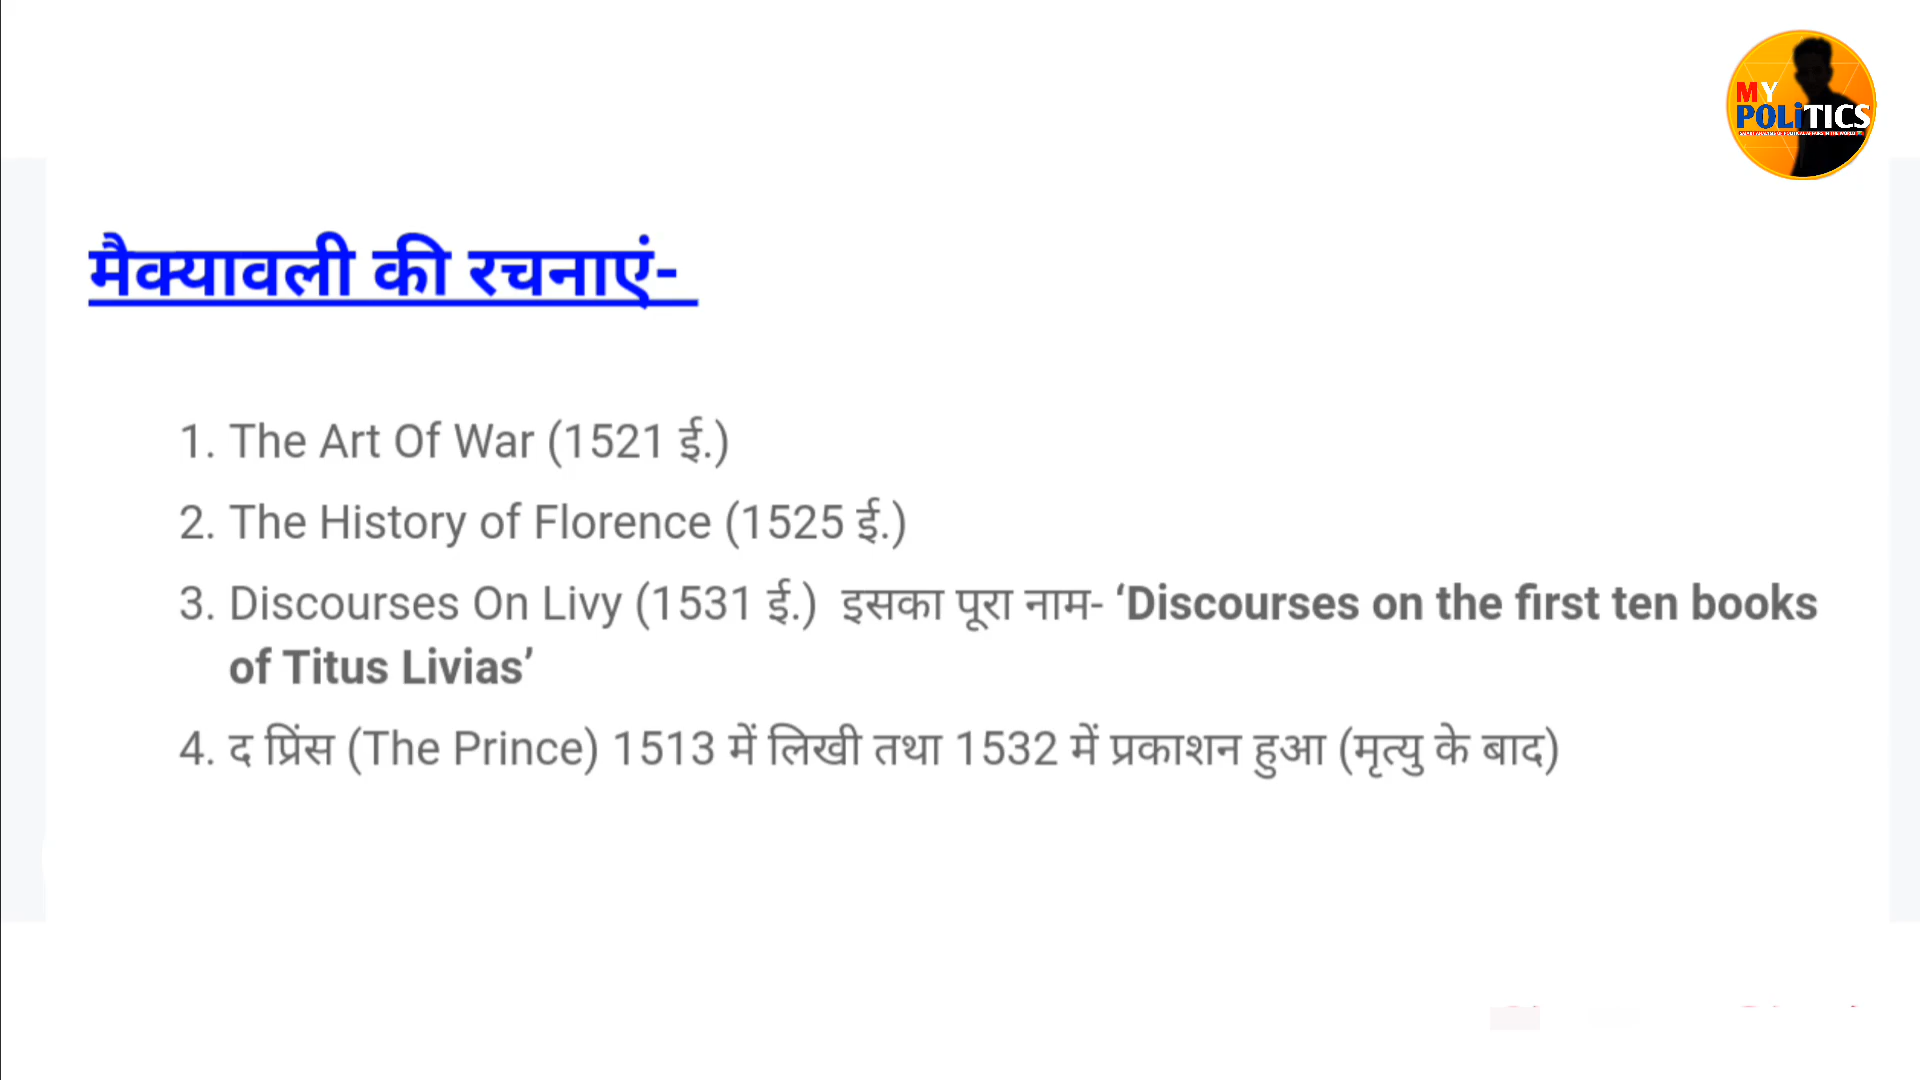 MY
POLiTICS
मैक्यावली की रचनाएं-
1. The Art Of War (1521 ई.)
2. The History of Florence (1525 ई.)
3. Discourses On Livy (1531 ई.) इसका पूरा नाम- ‘Discourses on the first ten books
of Titus Livias’
4. द प्रिंस (The Prince) 1513 में लिखी तथा 1532 में प्रकाशन हुआ (मृत्यु के बाद)